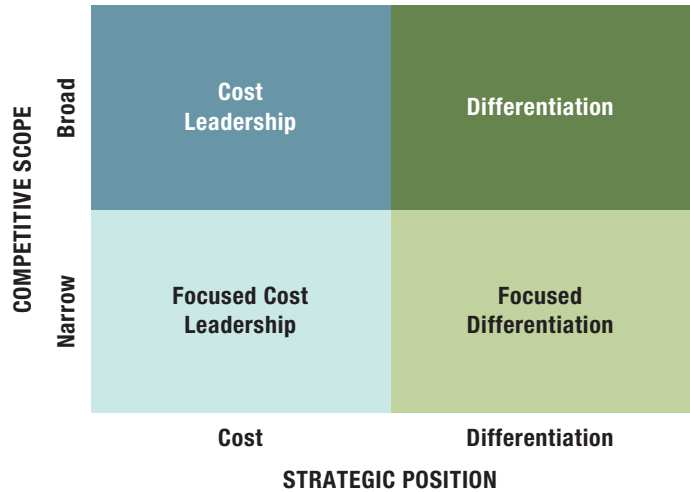 COMPETITIVE SCOPE
Broad
Cost
Leadership
Differentiation
Narrow
Focused Cost
Leadership
Focused
Differentiation
Cost
Differentiation
STRATEGIC POSITION